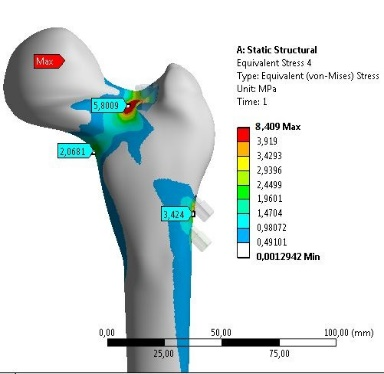 Max
5,8009
2,0681
3,424
A: Static Structural
Equivalent Stress 4
Type: Equivalent (von-Mises) Stress
Unit: MPa
Time: 1
8,409 Max
3,919
3,4293
2,9396
2,4499
1,9601
1,4704
0,98072
0,49101
0,0012942 Min
0,00 50,00 100,00 (mm)
25,00 75,00